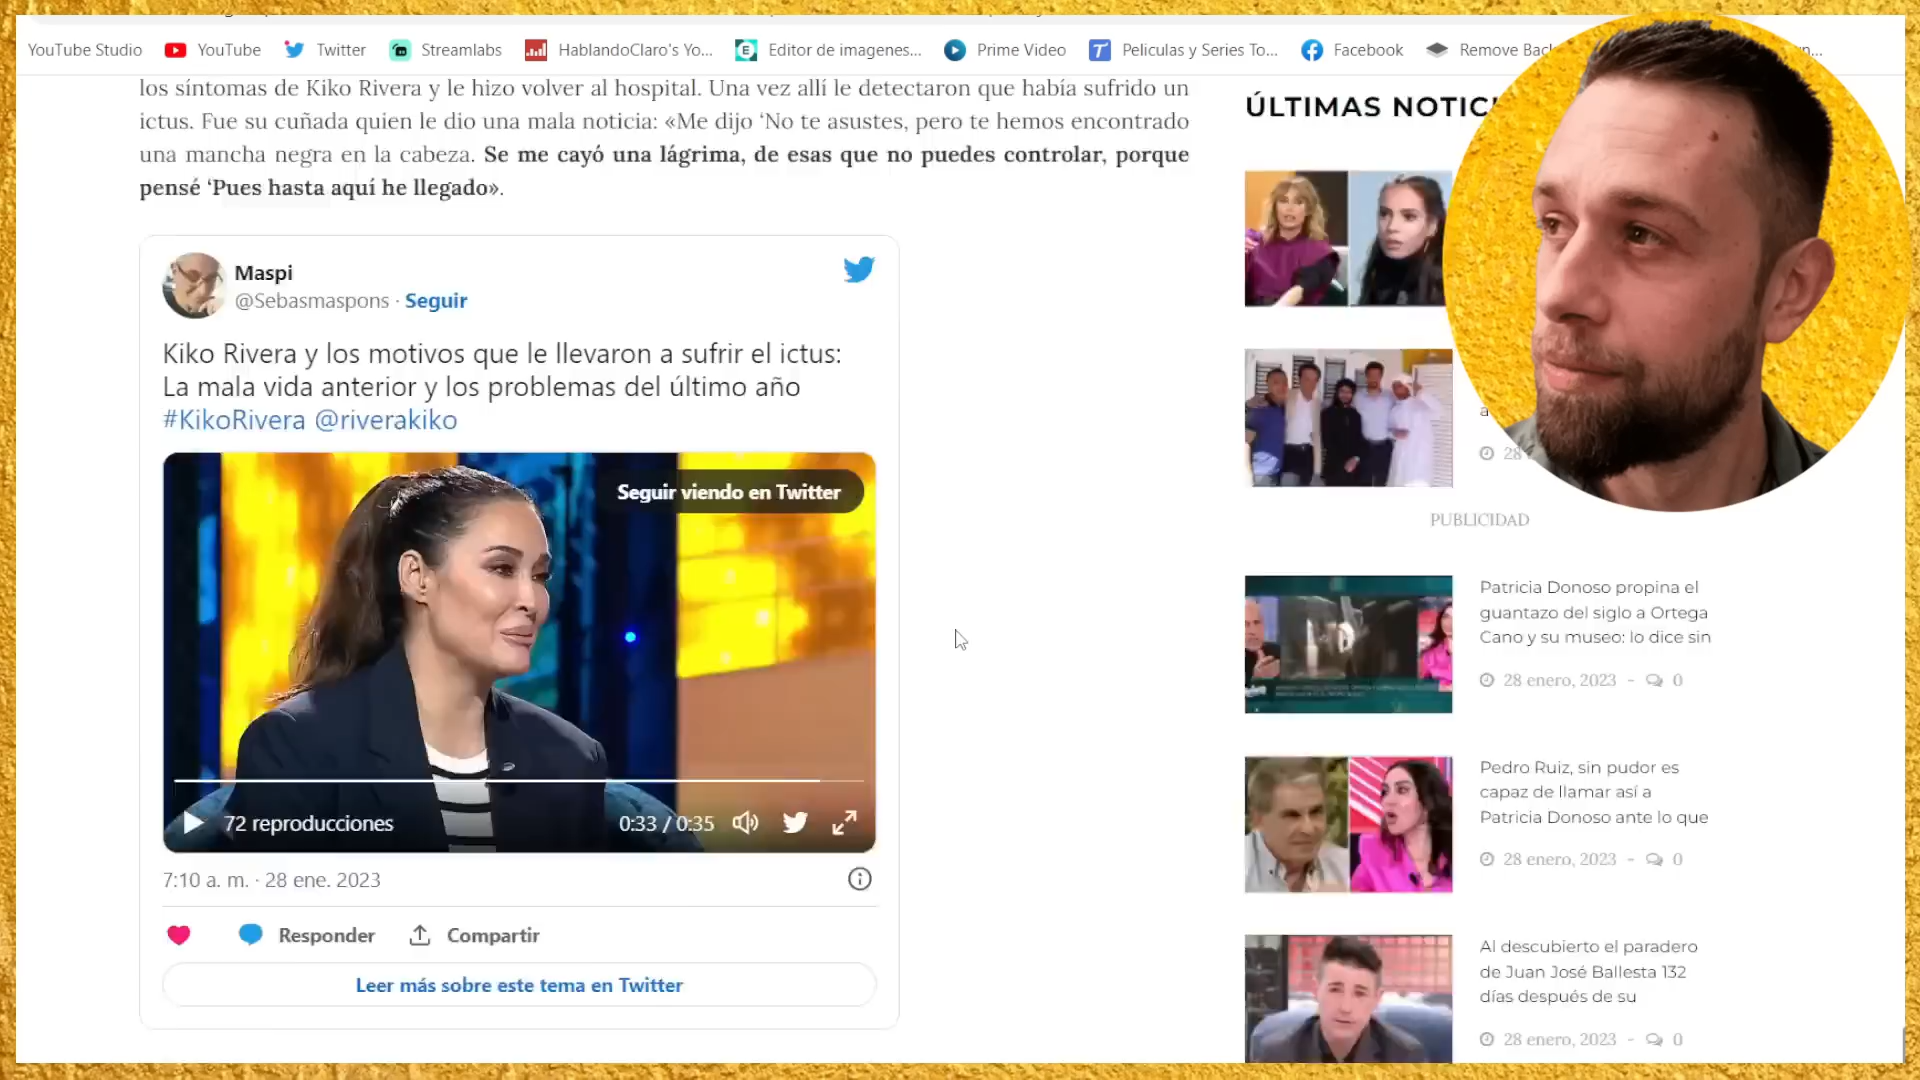 YouTube Studio YouTube Twitter Streamlabs HablandoClaro's Yo... Editor de imagenes... Prime Video Peliculas y Series To... Facebook Remove
los síntomas de Kiko Rivera y le hizo volver al hospital. Una vez allí le detectaron que había sufrido un
ictus. Fue su cuñada quien le dio una mala noticia: «Me dijo ‘No te asustes, pero te hemos encontrado
una mancha negra en la cabeza. Se me cayó una lágrima, de esas que no puedes controlar, porque
pensé ‘Pues hasta aquí he llegado».
Maspi
@Sebasmaspons · Seguir
Kiko Rivera y los motivos que le llevaron a sufrir el ictus:
La mala vida anterior y los problemas del último año
#KikoRivera @riverakiko
Seguir viendo en Twitter
72 reproducciones 0:33 / 0:35
7:10 a. m. · 28 ene. 2023
Responder Compartir
Leer más sobre este tema en Twitter
ÚLTIMAS
28
PUBLICIDAD
Patricia Donoso propina el
guantazo del siglo a Ortega
Cano y su museo: lo dice sin
28 enero, 2023 - 0
Pedro Ruiz, sin pudor es
capaz de llamar así a
Patricia Donoso ante lo que
28 enero, 2023 - 0
Al descubierto el paradero
de Juan José Ballesta 132
días después de su
28 enero, 2023 - 0